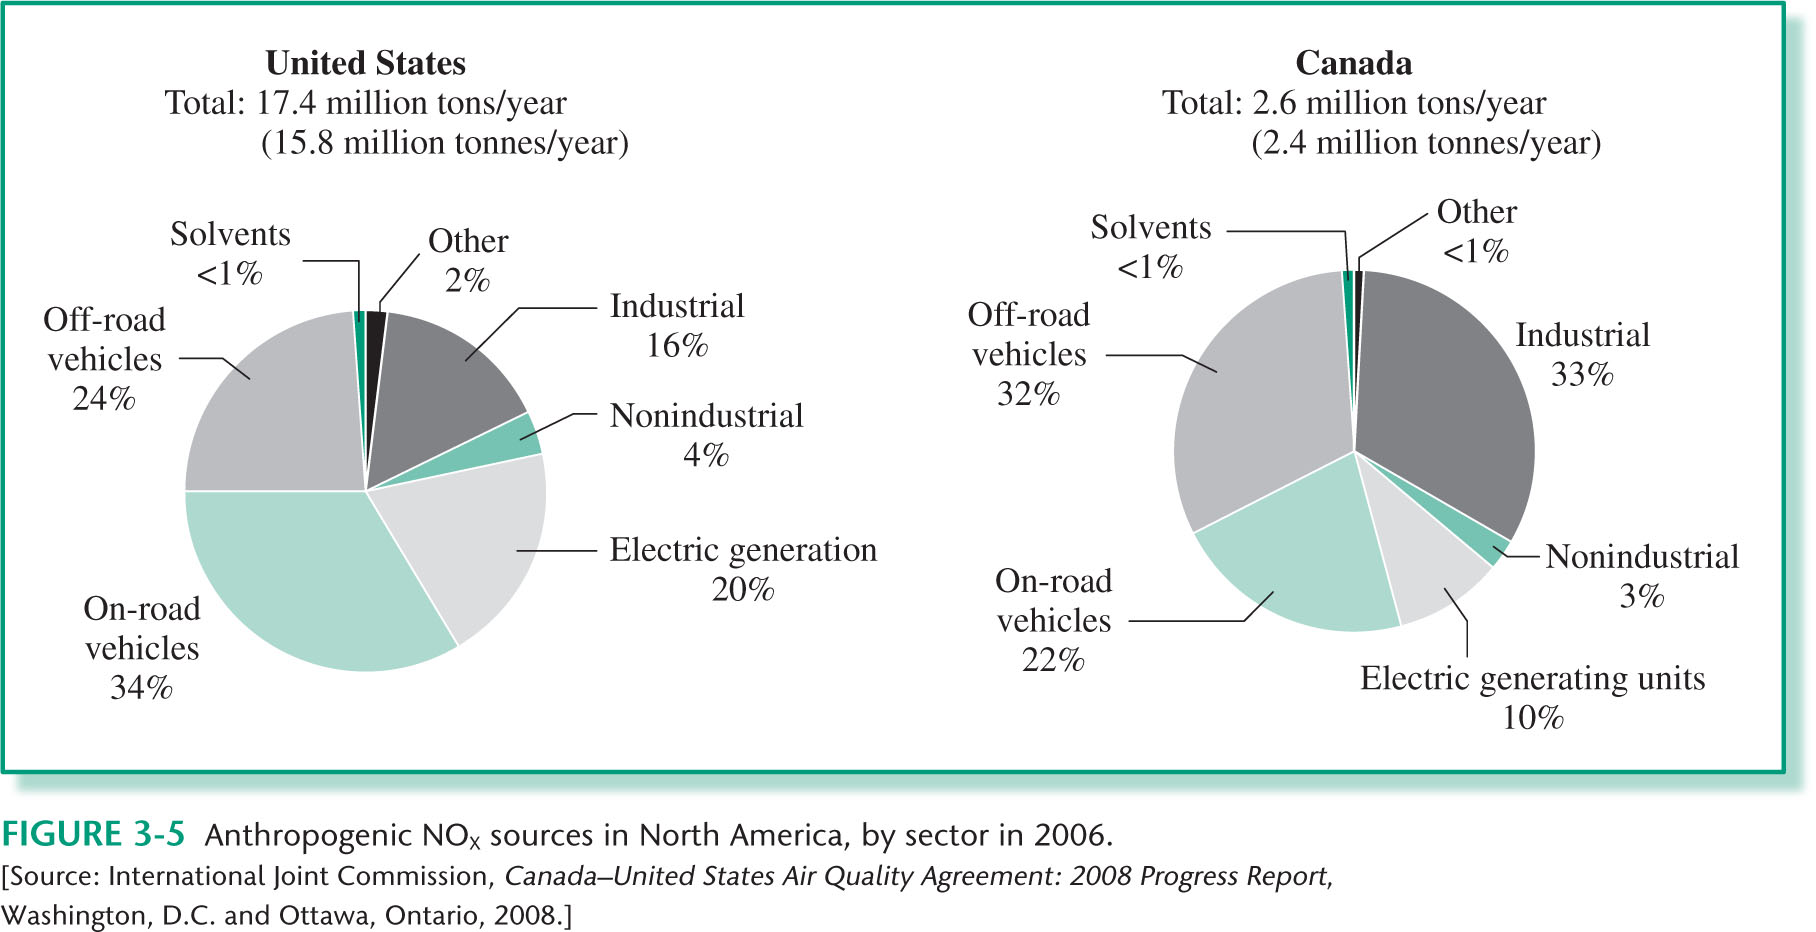 United States
Total: 17.4 million tons/year
(15.8 million tonnes/year)
Solvents
<1%
Other
2%
Off-road
vehicles
24%
Industrial
16%
Nonindustrial
4%
Electric generation
20%
On-road
vehicles
34%
Canada
Total: 2.6 million tons/year
(2.4 million tonnes/year)
Solvents
<1%
Other
<1%
Off-road
vehicles
32%
Industrial
33%
Nonindustrial
3%
On-road
vehicles
22%
Electric generating units
10%
FIGURE 3-5 Anthropogenic NOX sources in North America, by sector in 2006.
[Source: International Joint Commission, Canada–United States Air Quality Agreement: 2008 Progress Report,
Washington, D.C. and Ottawa, Ontario, 2008.]